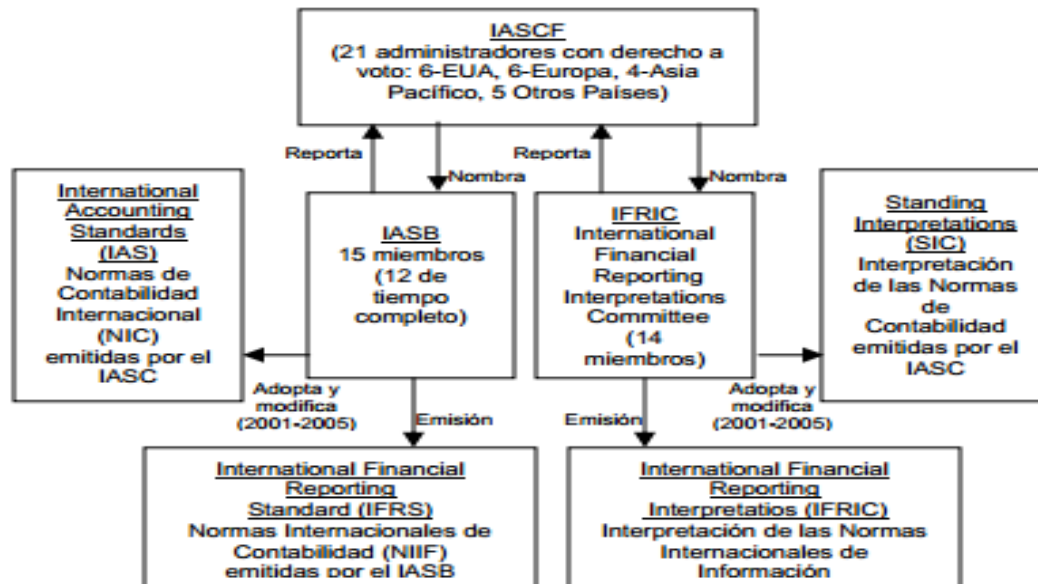 IASCF
(21 administradores con derecho a
voto: 6-EUA, 6-Europa, 4-Asia
Pacífico, 5 Otros Países)
Reporta
Nombra
Reporta
Nombra
International
Accounting
Standards
(IAS)
Normas de
Contabilidad
Internacional
(NIC)
emitidas por el
IASC
IASB
15 miembros
(12 de
tiempo
completo)
IFRIC
International
Financial
Reporting
Interpretations
Committee
(14
miembros)
Standing
Interpretations
(SIC)
Interpretación
de las Normas
de
Contabilidad
emitidas por el
IASC
Adopta y
modifica
(2001-2005)
Emisión
Emisión
Adopta y
modifica
(2001-2005)
International Financial
Reporting
Standard (IFRS)
Normas Internacionales de
Contabilidad (NIIF)
emitidas por el IASB
International Financial
Reporting
Interpretatios (IFRIC)
Interpretación de las Normas
Internacionales de
Información